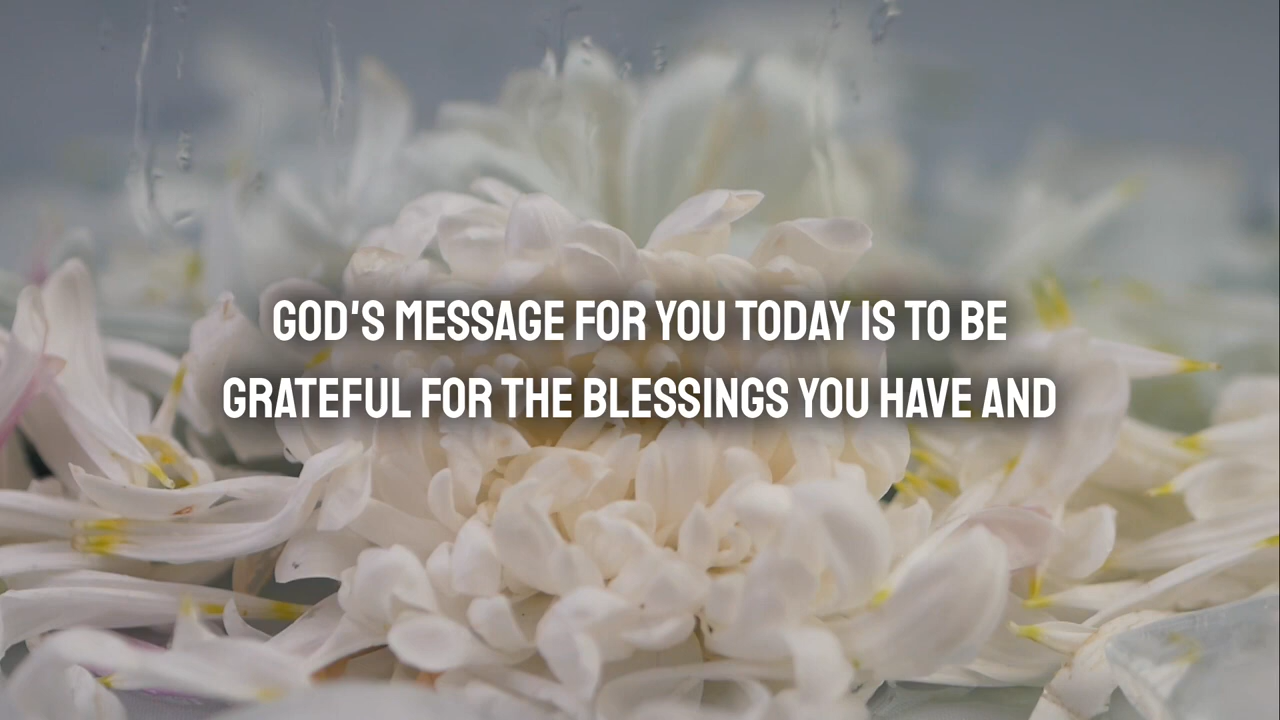 GOD'S MESSAGE FOR YOU TODAY IS TO BE
GRATEFUL FOR THE BLESSINGS YOU HAVE AND